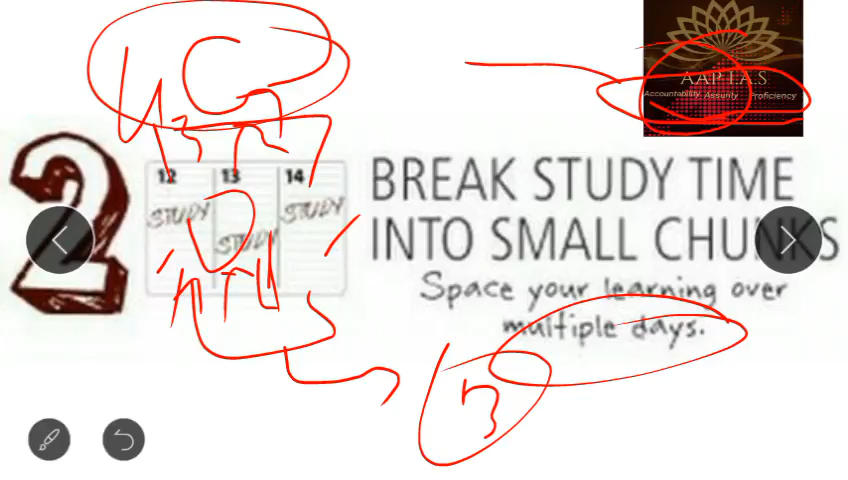 AAP I.A.S
Accountability Assurity Proficiency
2
12 13 14
STUDY STUDY STUDY
BREAK STUDY TIME
INTO SMALL CHUNKS
Space your learning over
multiple days.